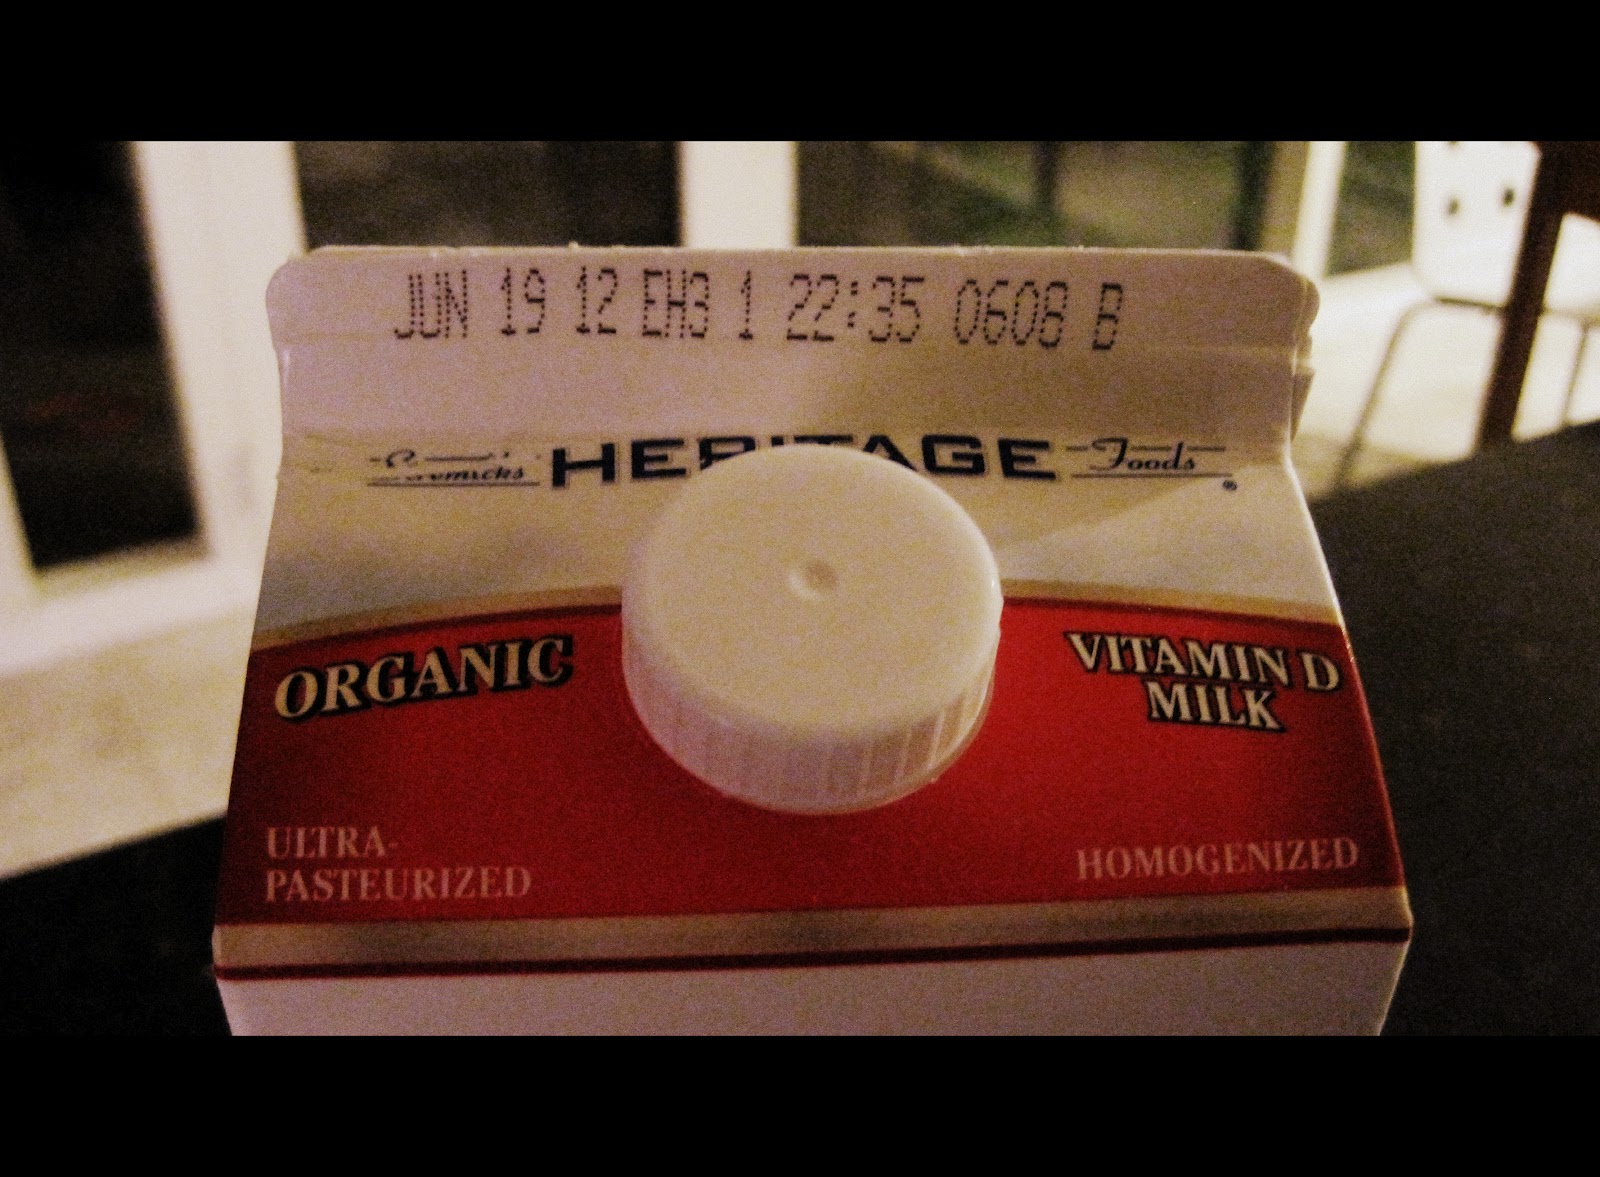 JUN 19 12 EH3 1 22:35 0608 B
HERITAGE Foods ®
ORGANIC
VITAMIN D
MILK
ULTRA-
PASTEURIZED
HOMOGENIZED